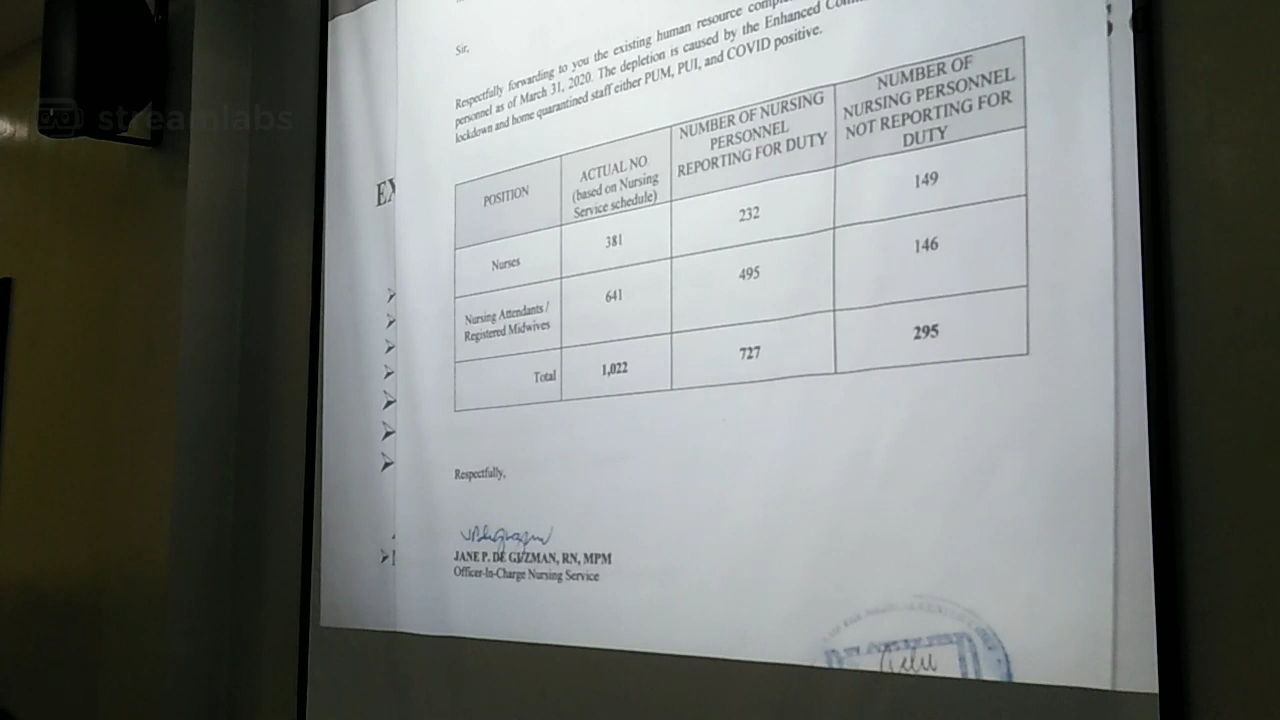 streamlabs
Sir,
Respectfully forwarding to you the existing human resource
personnel as of March 31, 2020. The depletion is caused by the Enhanced
lockdown and home quarantined staff either PUM, PUI, and COVID positive.
POSITION
ACTUAL NO
(based on Nursing
Service schedule)
NUMBER OF NURSING
PERSONNEL
REPORTING FOR DUTY
NUMBER OF
NURSING PERSONNEL
NOT REPORTING FOR
DUTY
Nurses
381
232
149
Nursing Attendants /
Registered Midwives
641
495
146
Total
1,022
727
295
Respectfully,
JANE P. DE GUZMAN, RN, MPM
Officer-In-Charge Nursing Service